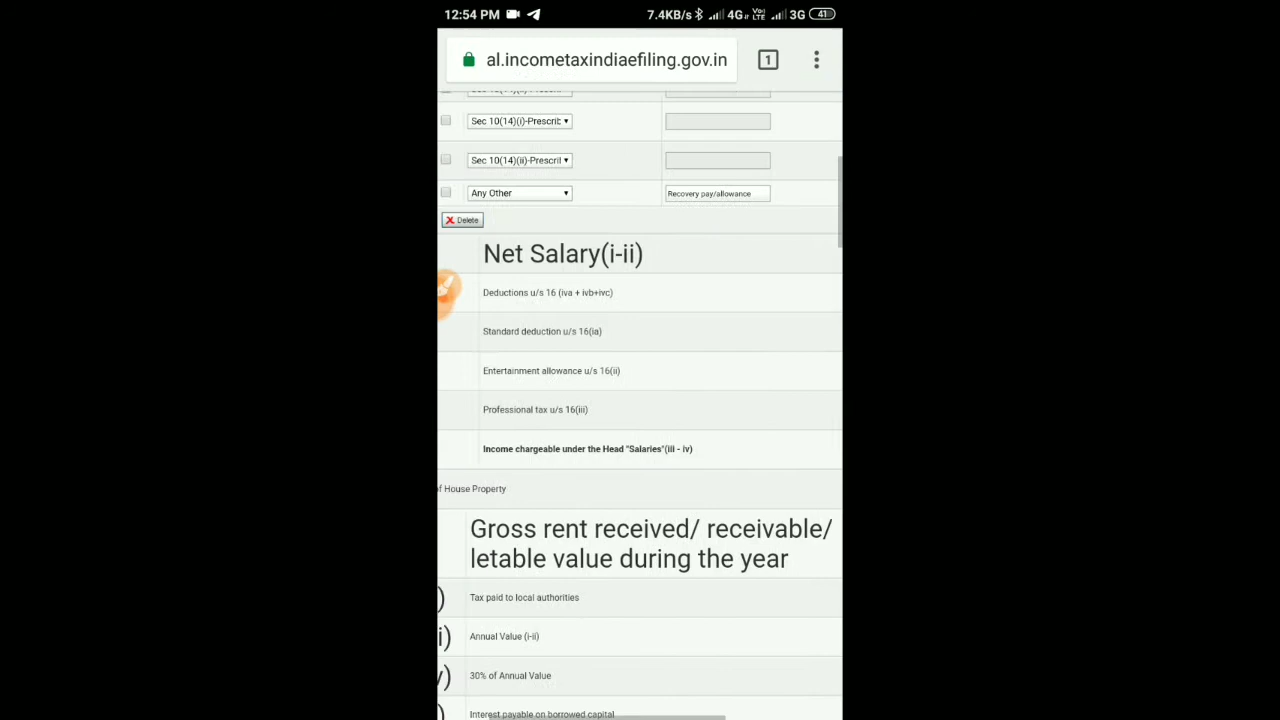 12:54 PM 7.4KB/s 4G VoLTE 3G 41
al.incometaxindiaefiling.gov.in 1
Sec 10(14)(i)-Prescrib
Sec 10(14)(ii)-Prescril
Any Other Recovery pay/allowance
Delete
Net Salary(i-ii)
Deductions u/s 16 (iva + ivb+ivc)
Standard deduction u/s 16(ia)
Entertainment allowance u/s 16(ii)
Professional tax u/s 16(iii)
Income chargeable under the Head "Salaries"(iii - iv)
of House Property
Gross rent received/ receivable/
letable value during the year
) Tax paid to local authorities
i) Annual Value (i-ii)
) 30% of Annual Value
Interest payable on borrowed capital